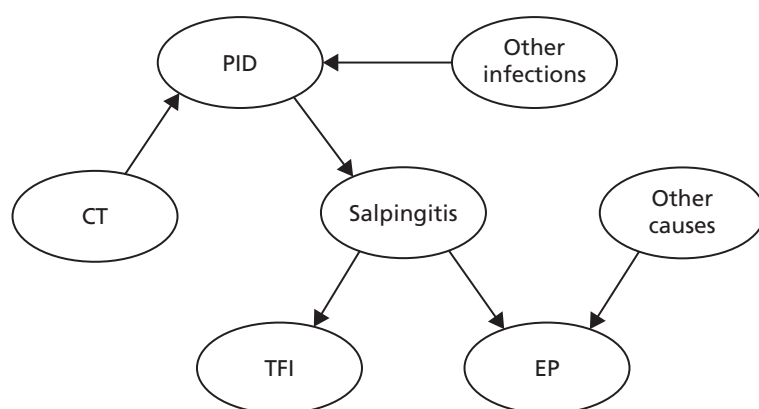 PID
Other
infections
CT
Salpingitis
Other
causes
TFI
EP